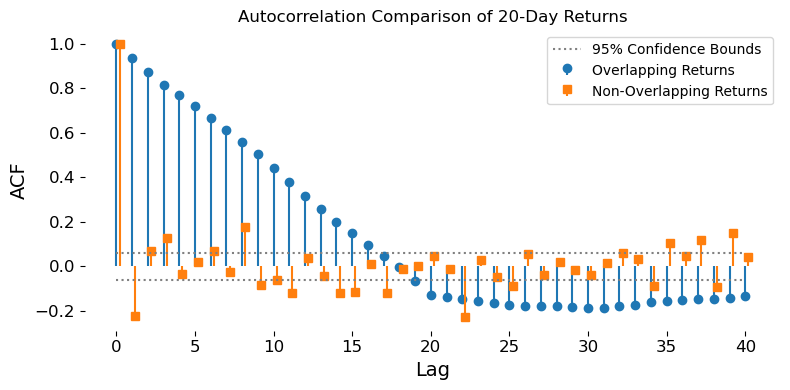 Autocorrelation Comparison of 20-Day Returns
95% Confidence Bounds
Overlapping Returns
Non-Overlapping Returns
ACF
1.0
0.8
0.6
0.4
0.2
0.0
−0.2
0 5 10 15 20 25 30 35 40
Lag